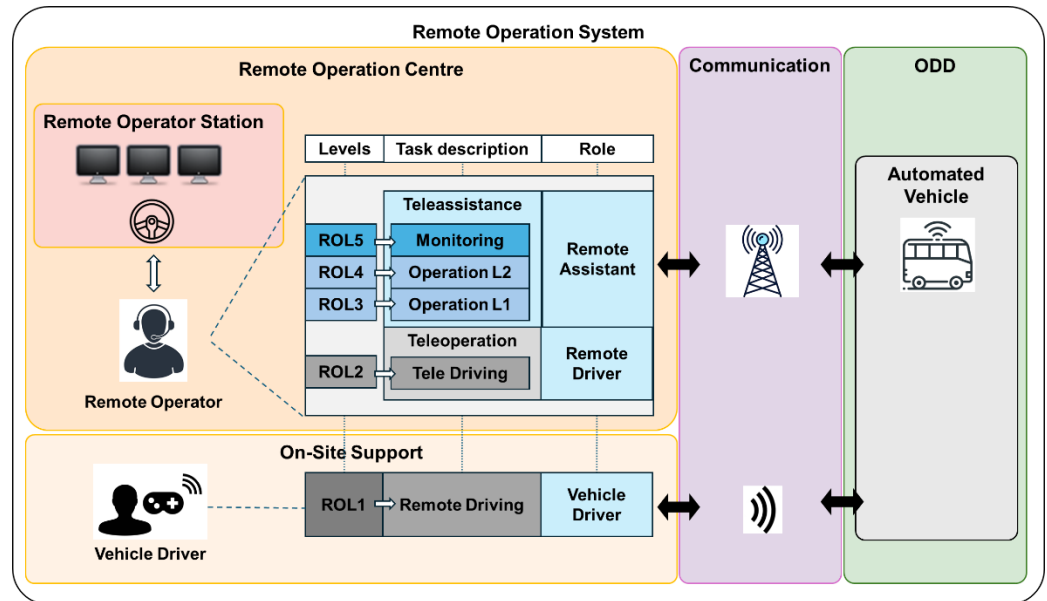 Remote Operation System
Remote Operation Centre
Communication
ODD
Remote Operator Station
Levels
Task description
Role
Automated
Vehicle
Teleassistance
ROL5
Monitoring
Remote
Assistant
ROL4
Operation L2
ROL3
Operation L1
Teleoperation
Remote
Driver
ROL2
Tele Driving
Remote Operator
On-Site Support
ROL1
Remote Driving
Vehicle
Driver
Vehicle Driver